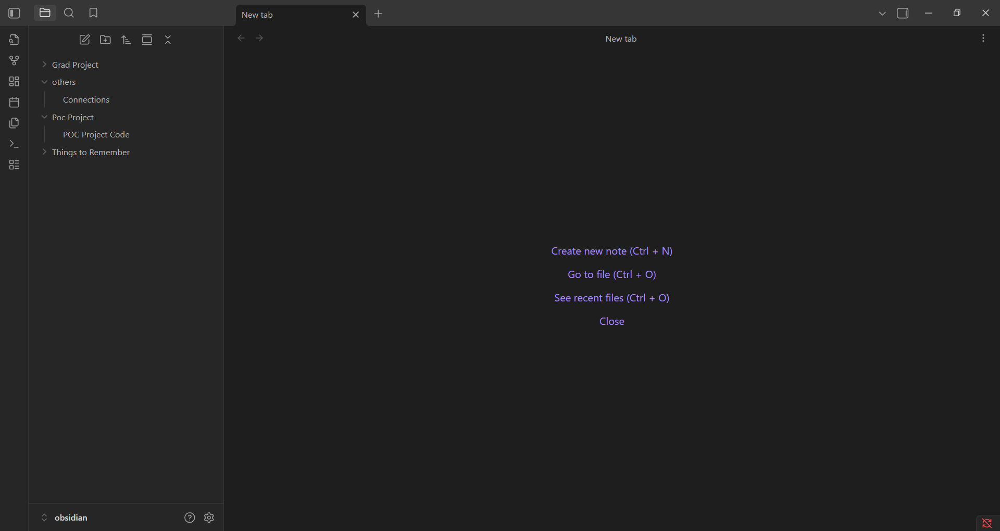 New tab
New tab
Grad Project
others
Connections
Poc Project
POC Project Code
Things to Remember
Create new note (Ctrl + N)
Go to file (Ctrl + O)
See recent files (Ctrl + O)
Close
obsidian